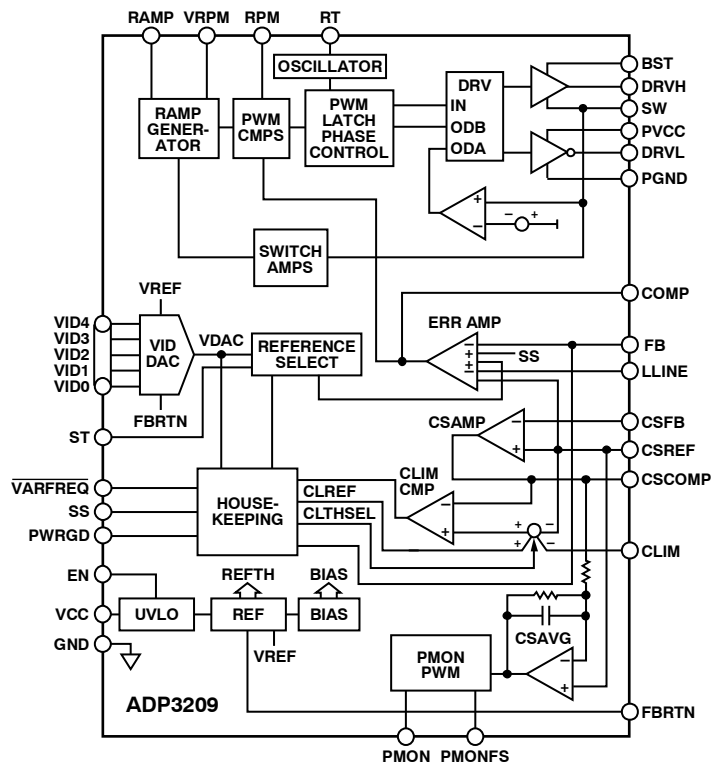 RAMP VRPM RPM RT
OSCILLATOR
RAMP
GENER-
ATOR
PWM
CMPS
PWM
LATCH
PHASE
CONTROL
DRV
IN
ODB
ODA
BST
DRVH
SW
PVCC
DRVL
PGND
+
−
− +
SWITCH
AMPS
COMP
VREF
VID4
VID3
VID2
VID1
VID0
VID
DAC
VDAC
FBRTN
REFERENCE
SELECT
ERR AMP
−
+
+
−
SS
FB
LLINE
ST
CSAMP
−
+
CSFB
CSREF
CSCOMP
VARFREQ
SS
PWRGD
HOUSE-
KEEPING
CLIM
CMP
CLREF
CLTHSEL
−
+
+ −
+ −
CLIM
EN
VCC
GND
UVLO
REFTH
REF
VREF
BIAS
BIAS
CSAVG
−
+
PMON
PWM
ADP3209
FBRTN
PMON PMONFS